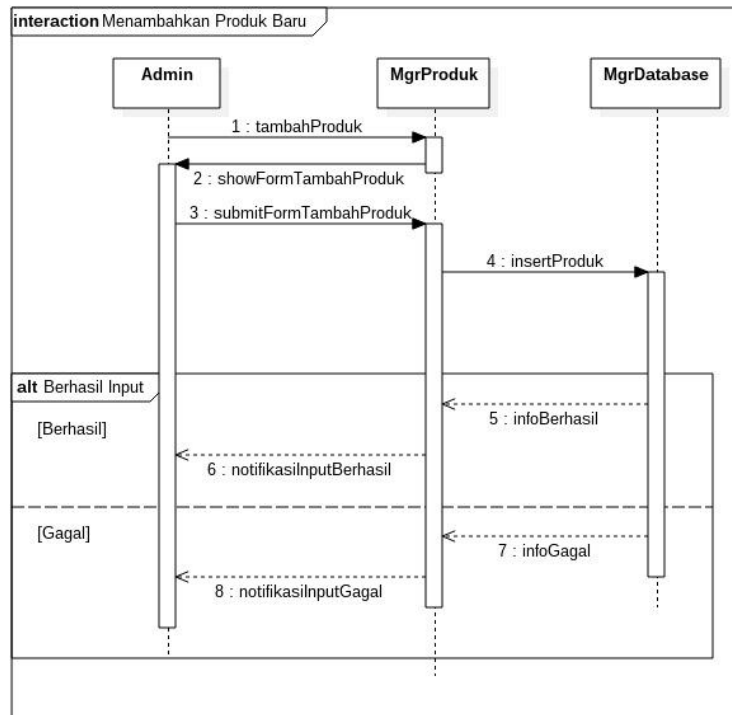 interaction Menambahkan Produk Baru
Admin
MgrProduk
MgrDatabase
1 : tambahProduk
2 : showFormTambahProduk
3 : submitFormTambahProduk
4 : insertProduk
alt Berhasil Input
5 : infoBerhasil
[Berhasil]
6 : notifikasiInputBerhasil
[Gagal]
7 : infoGagal
8 : notifikasiInputGagal